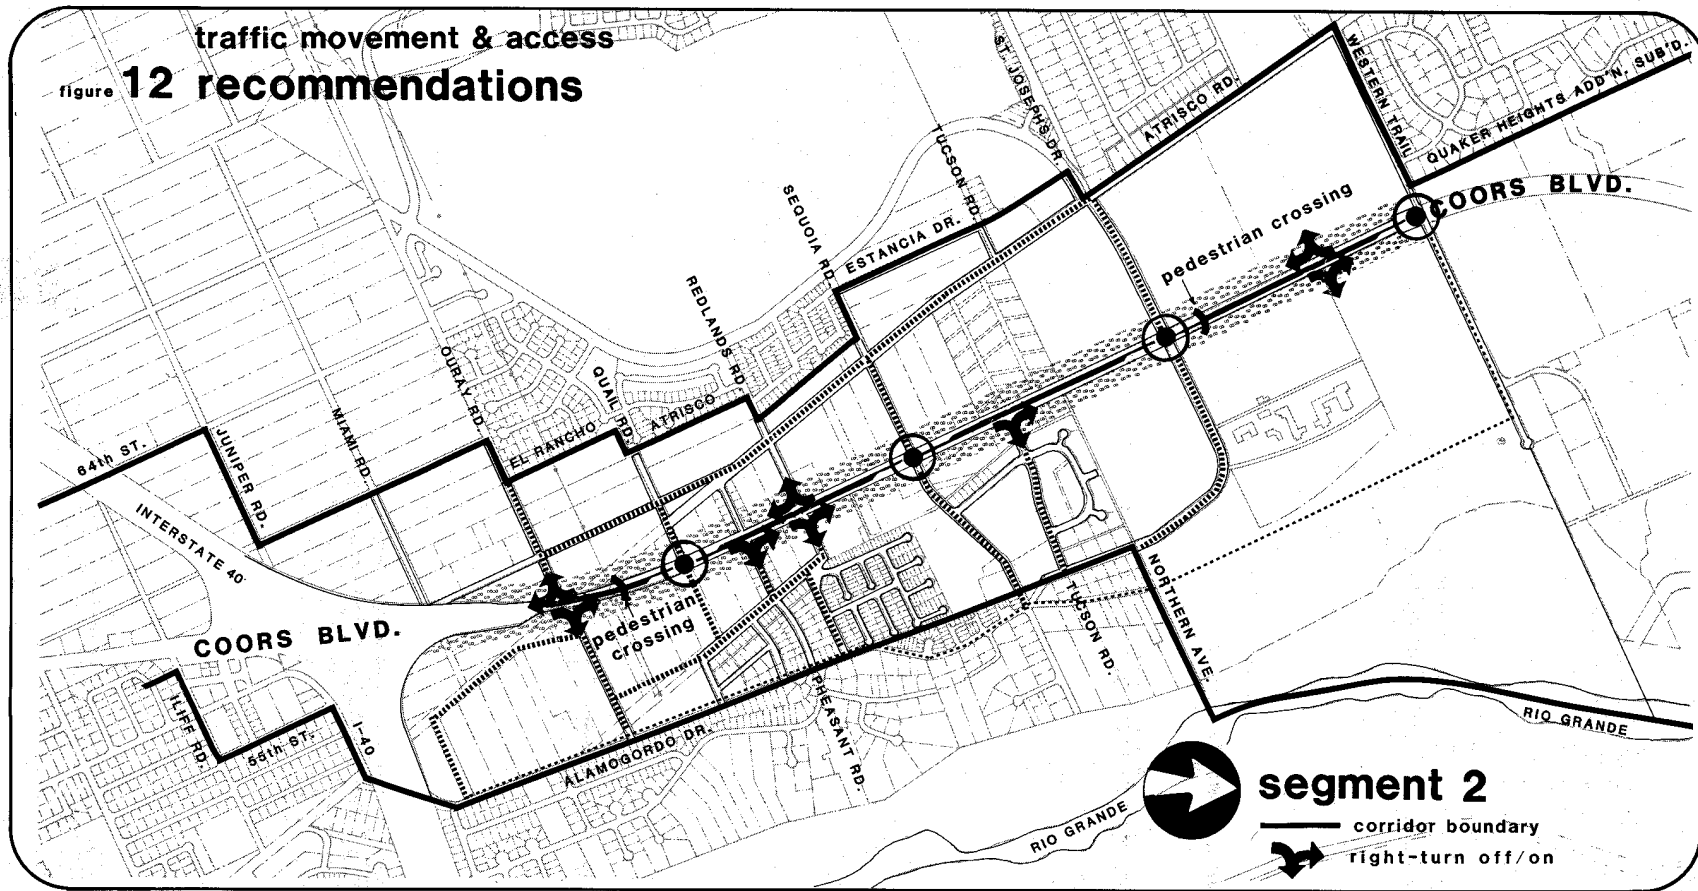 traffic movement & access
figure 12 recommendations
ST. JOSEPHS DR.
WESTERN TRAIL
QUAKER HEIGHTS ADD'N. SUB'D.
ATRISCO RD.
TUCSON RD.
SEQUOIA RD.
ESTANCIA DR.
COORS BLVD.
pedestrian crossing
REDLANDS RD.
OURAY RD.
QUAIL RD.
ATRISCO
EL RANCHO
MIAMI RD.
JUNIPER RD.
64th ST.
INTERSTATE 40
COORS BLVD.
pedestrian
crossing
ILIFF RD.
55th ST.
I-40
ALAMOGORDO DR.
PHEASANT RD.
TUCSON RD.
NORTHERN AVE.
RIO GRANDE
RIO GRANDE
segment 2
corridor boundary
right-turn off/on